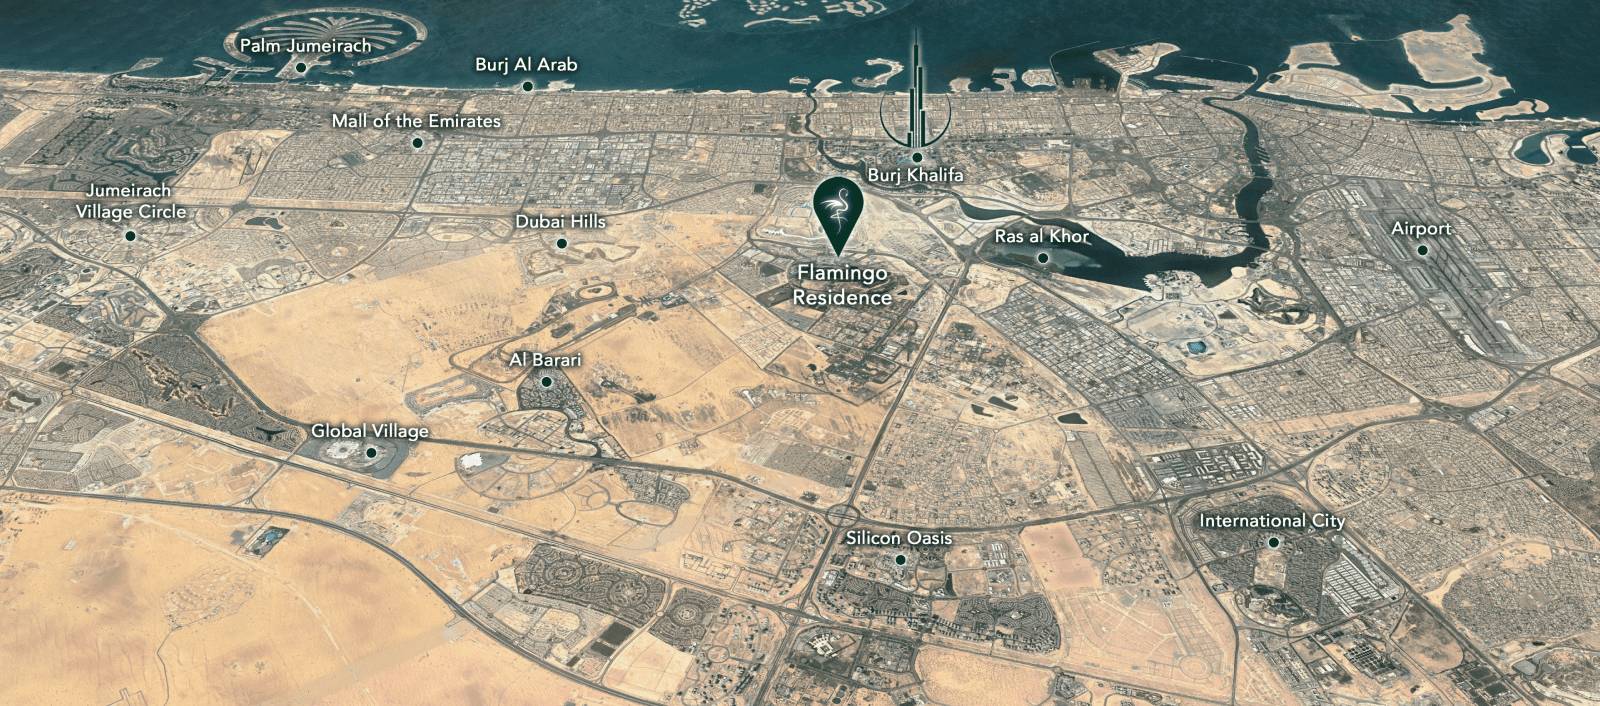 Palm Jumeirach
Burj Al Arab
Mall of the Emirates
Burj Khalifa
Jumeirach
Village Circle
Dubai Hills
Ras al Khor
Airport
Flamingo
Residence
Al Barari
Global Village
Silicon Oasis
International City